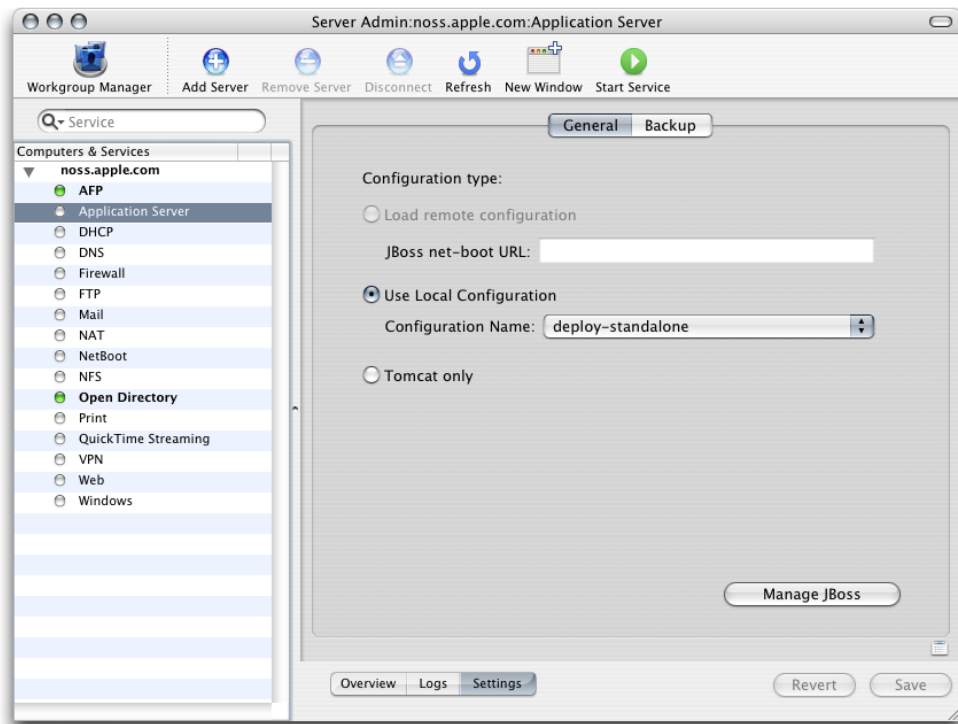 Server Admin:noss.apple.com:Application Server
Workgroup Manager Add Server Remove Server Disconnect Refresh New Window Start Service
Service
General Backup
Computers & Services
noss.apple.com
AFP
Application Server
DHCP
DNS
Firewall
FTP
Mail
NAT
NetBoot
NFS
Open Directory
Print
QuickTime Streaming
VPN
Web
Windows
Configuration type:
Load remote configuration
JBoss net-boot URL:
Use Local Configuration
Configuration Name: deploy-standalone
Tomcat only
Manage JBoss
Overview Logs Settings
Revert Save